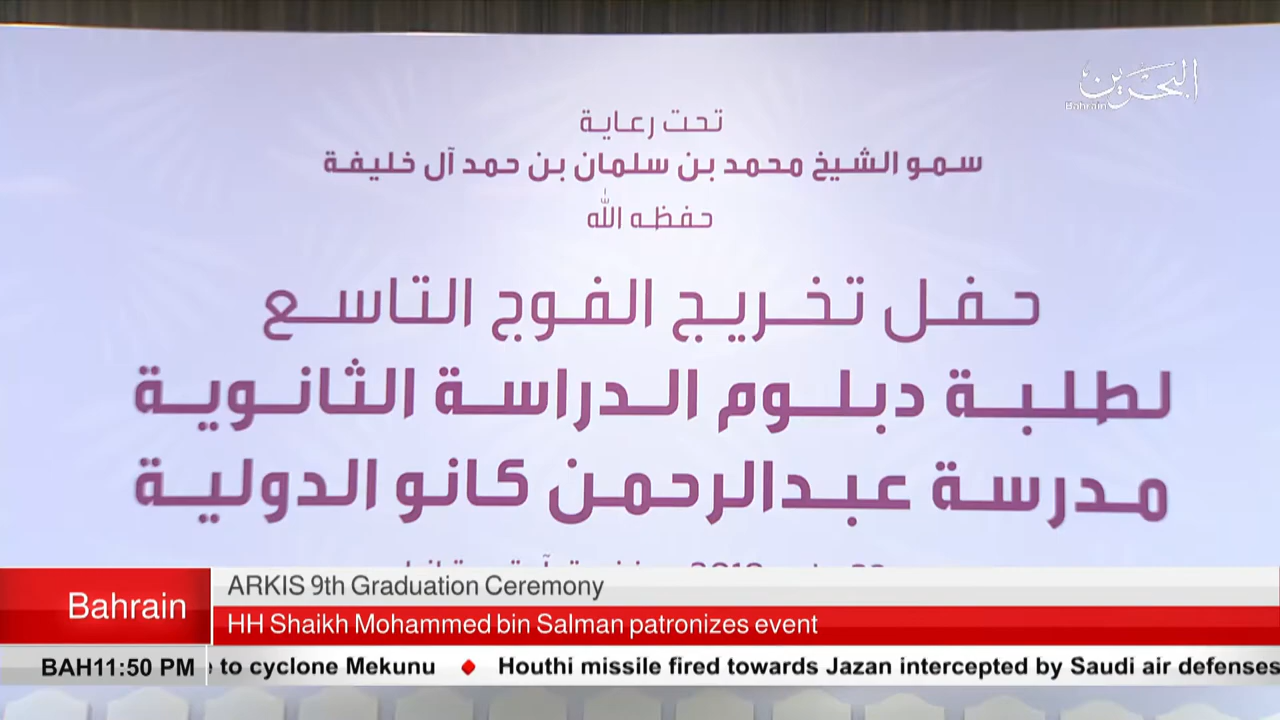 البحرين
Bahrain
تحت رعاية
سمو الشيخ محمد بن سلمان بن حمد آل خليفة
حفظه الله
حفل تخريج الفوج التاسع
لطلبة دبلوم الدراسة الثانوية
مدرسة عبدالرحمن كانو الدولية
ARKIS 9th Graduation Ceremony
Bahrain
HH Shaikh Mohammed bin Salman patronizes event
BAH11:50 PM to cyclone Mekunu ♦ Houthi missile fired towards Jazan intercepted by Saudi air defenses